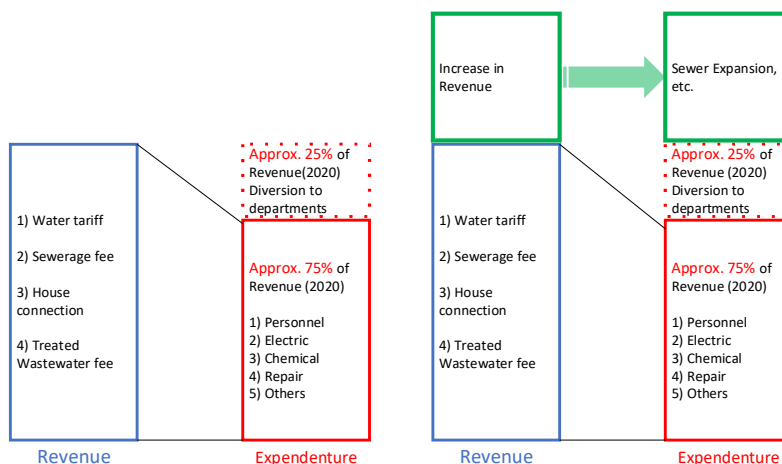 Approx. 25% of
Revenue(2020)
Diversion to
departments
1) Water tariff
2) Sewerage fee
3) House
connection
4) Treated
Wastewater fee
Approx. 75% of
Revenue (2020)
1) Personnel
2) Electric
3) Chemical
4) Repair
5) Others
Revenue
Expendenture
Increase in
Revenue
Sewer Expansion,
etc.
Approx. 25% of
Revenue (2020)
Diversion to
departments
1) Water tariff
2) Sewerage fee
3) House
connection
4) Treated
Wastewater fee
Approx. 75% of
Revenue (2020)
1) Personnel
2) Electric
3) Chemical
4) Repair
5) Others
Revenue
Expendenture